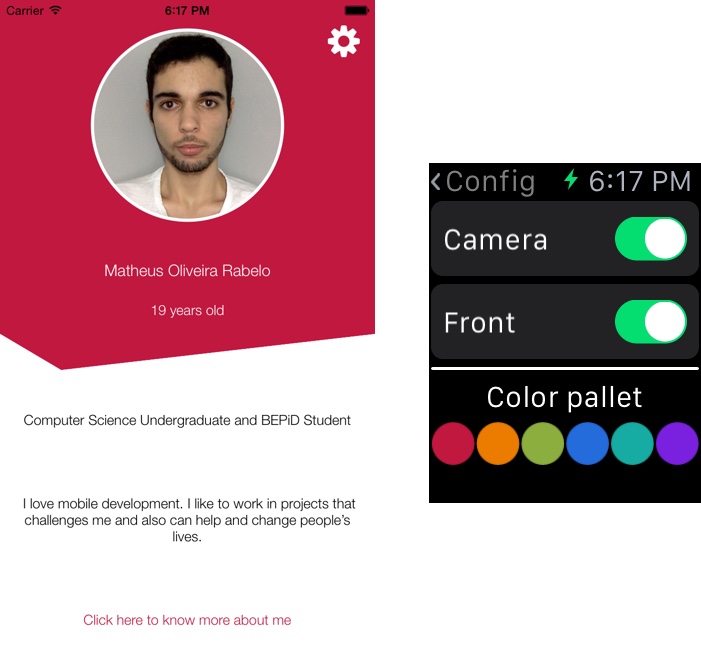 Carrier 6:17 PM
Matheus Oliveira Rabelo
19 years old
Computer Science Undergraduate and BEPiD Student
I love mobile development. I like to work in projects that
challenges me and also can help and change people’s
lives.
Click here to know more about me
Config 6:17 PM
Camera
Front
Color pallet